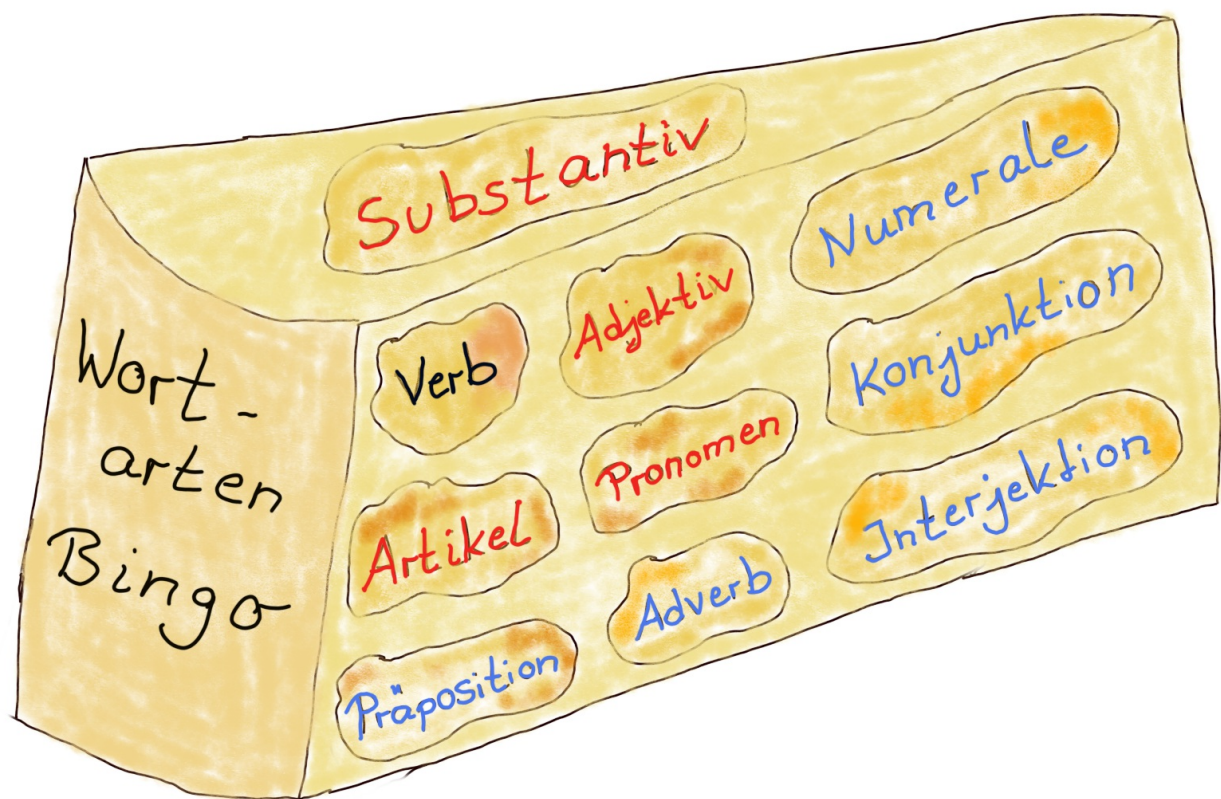 Wort-
arten
Bingo
Substantiv
Verb
Adjektiv
Numerale
Artikel
Pronomen
Konjunktion
Präposition
Adverb
Interjektion